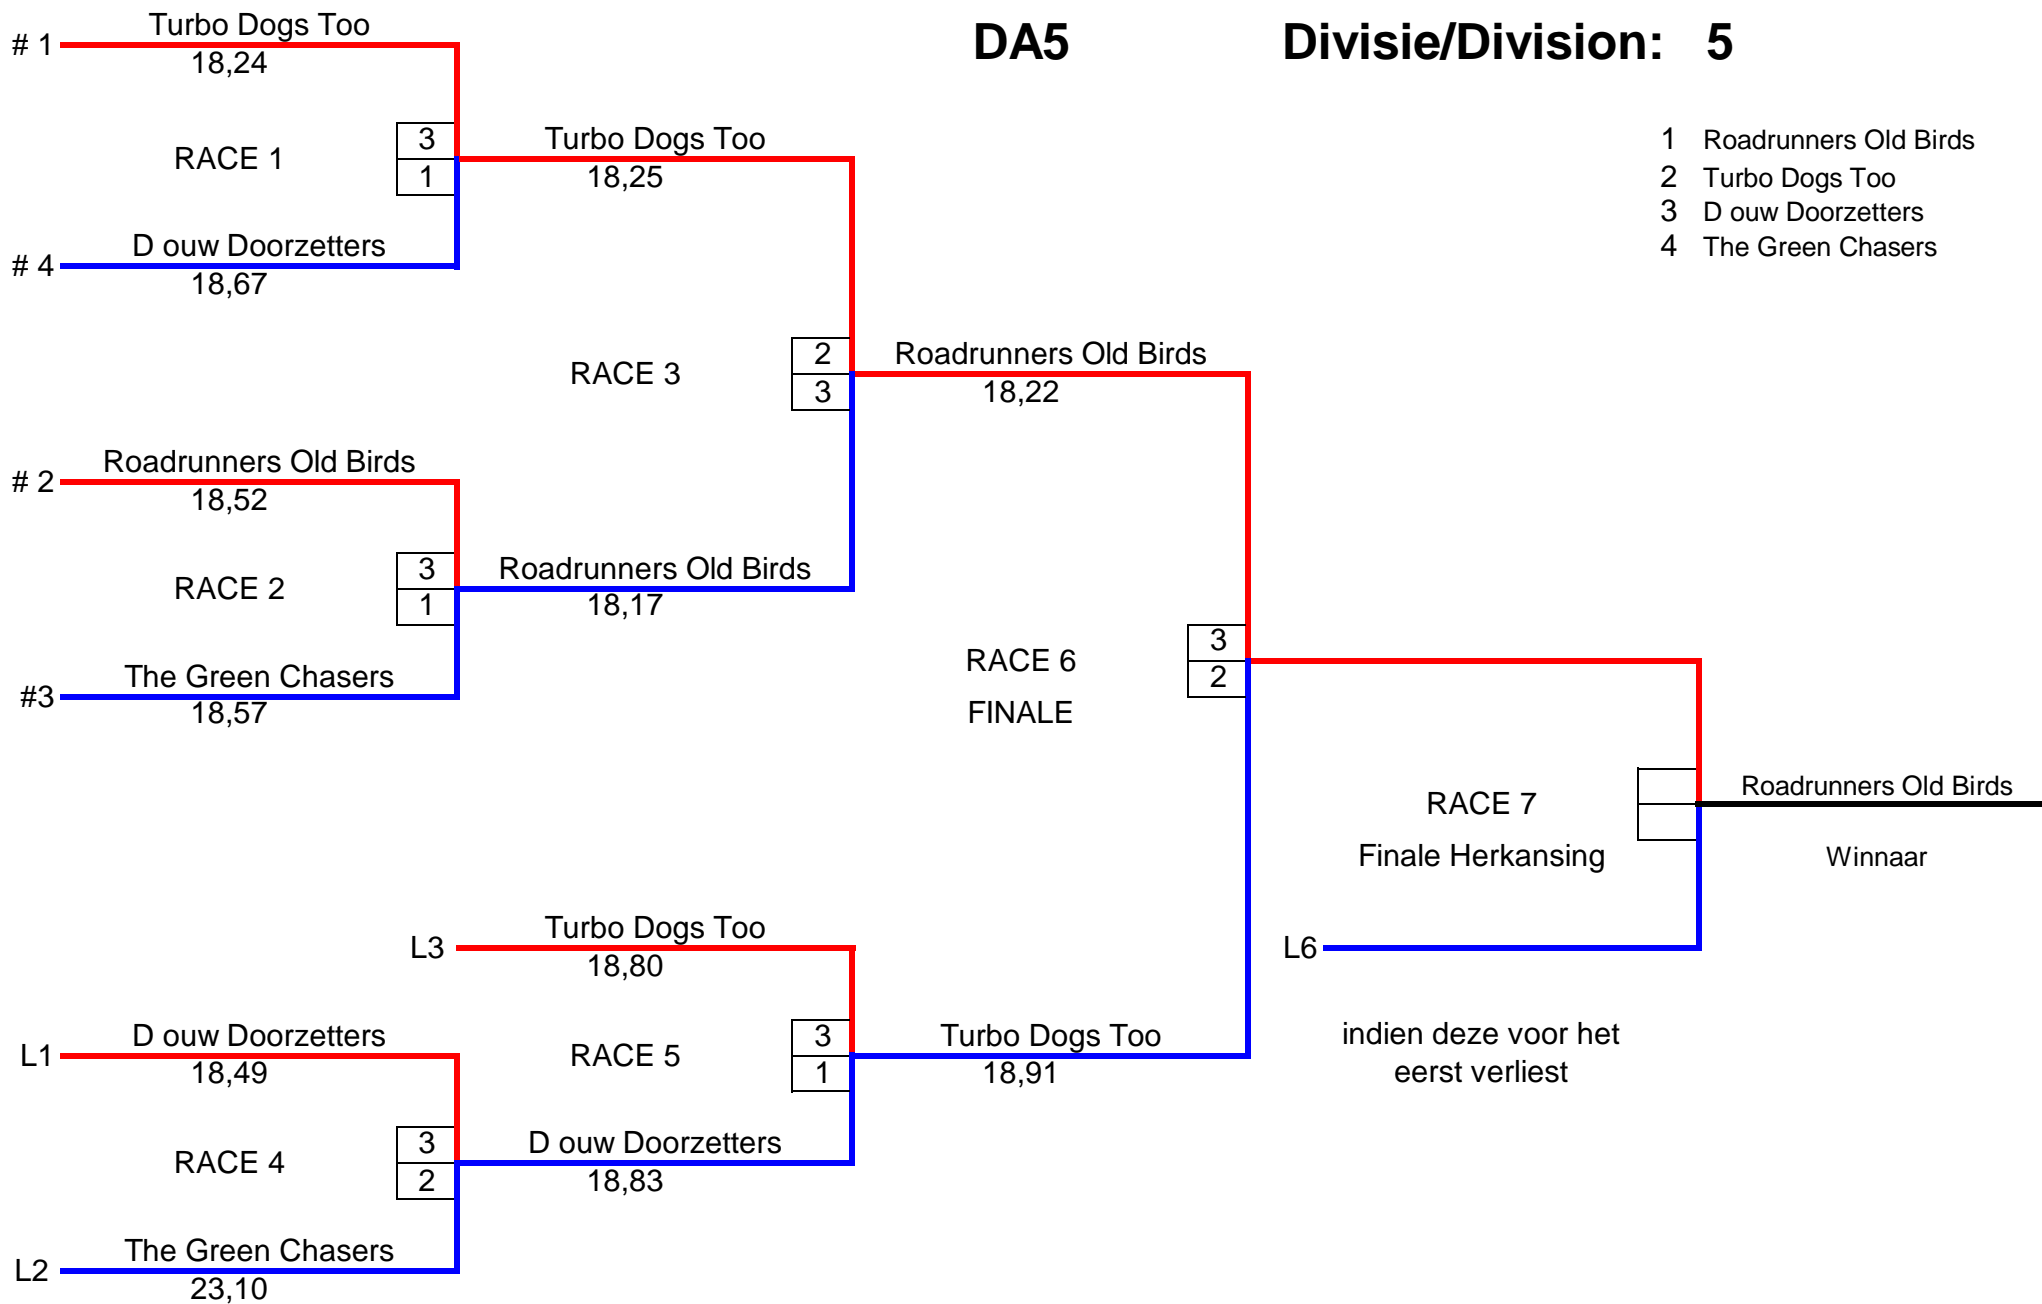 DA5 Divisie/Division: 5
1 Roadrunners Old Birds
2 Turbo Dogs Too
3 D ouw Doorzetters
4 The Green Chasers
# 1 Turbo Dogs Too
18,24
RACE 1
3
1
# 4 D ouw Doorzetters
18,67
Turbo Dogs Too
18,25
RACE 3
2
3
# 2 Roadrunners Old Birds
18,52
RACE 2
3
1
#3 The Green Chasers
18,57
Roadrunners Old Birds
18,17
Roadrunners Old Birds
18,22
RACE 6
FINALE
3
2
RACE 7
Finale Herkansing
Roadrunners Old Birds
Winnaar
L6
indien deze voor het
eerst verliest
L3 Turbo Dogs Too
18,80
RACE 5
3
1
Turbo Dogs Too
18,91
L1 D ouw Doorzetters
18,49
RACE 4
3
2
D ouw Doorzetters
18,83
L2 The Green Chasers
23,10